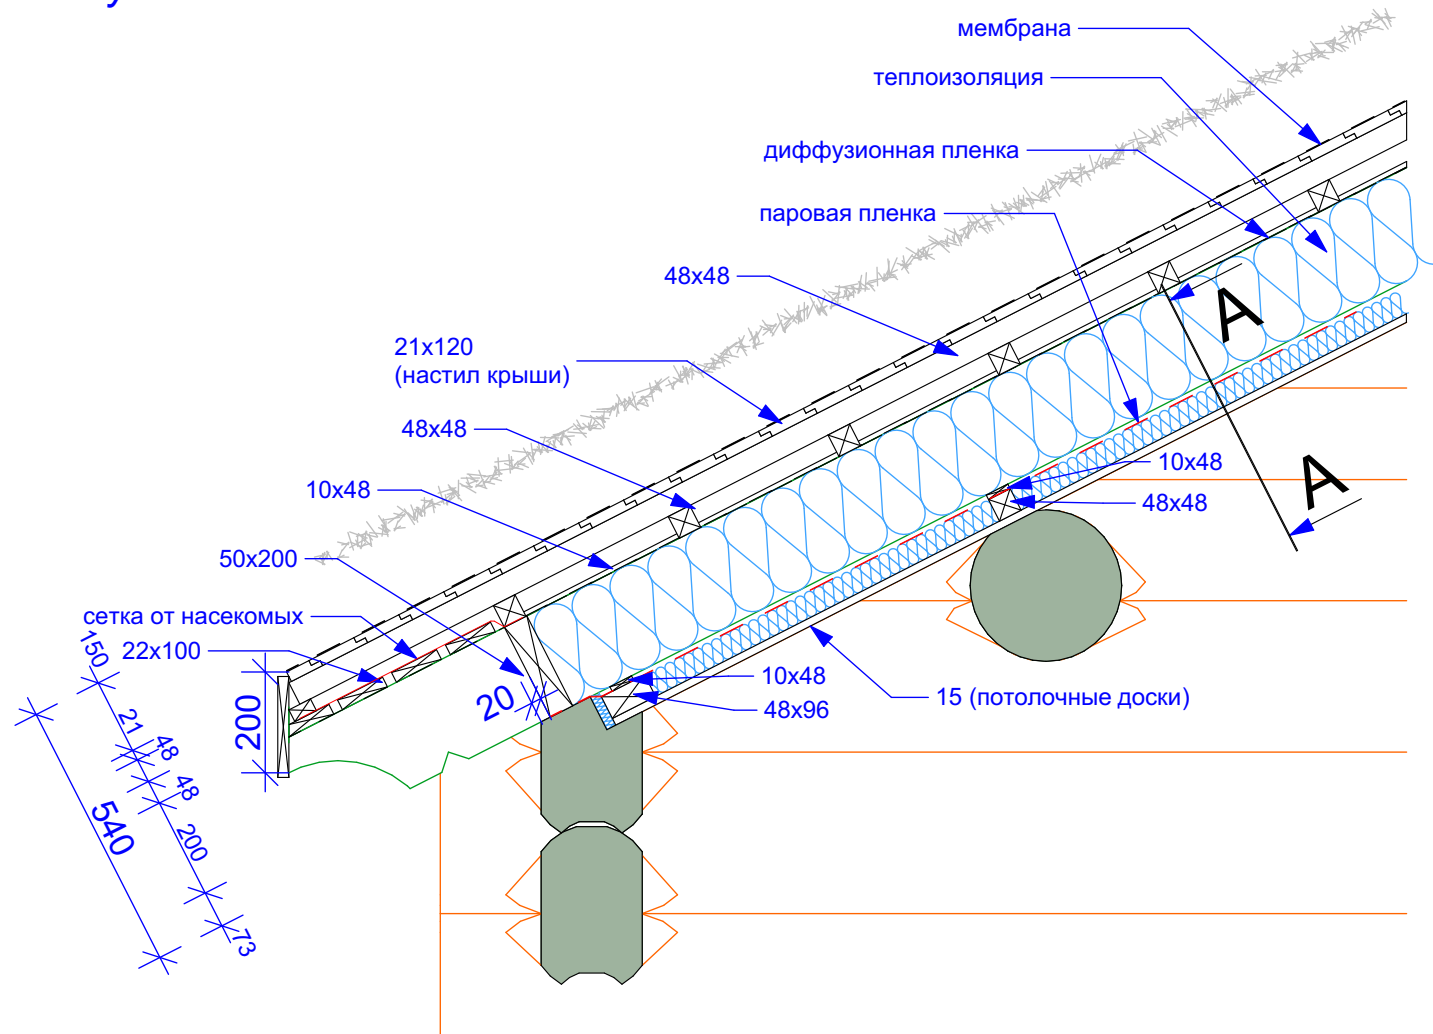 мембрана
теплоизоляция
диффузионная пленка
паровая пленка
48x48
21x120
(настил крыши)
48x48
10x48
50x200
сетка от насекомых
22x100
A
A
10x48
48x48
10x48
48x96
15 (потолочные доски)
20
200
150
21
48
48
200
73
540